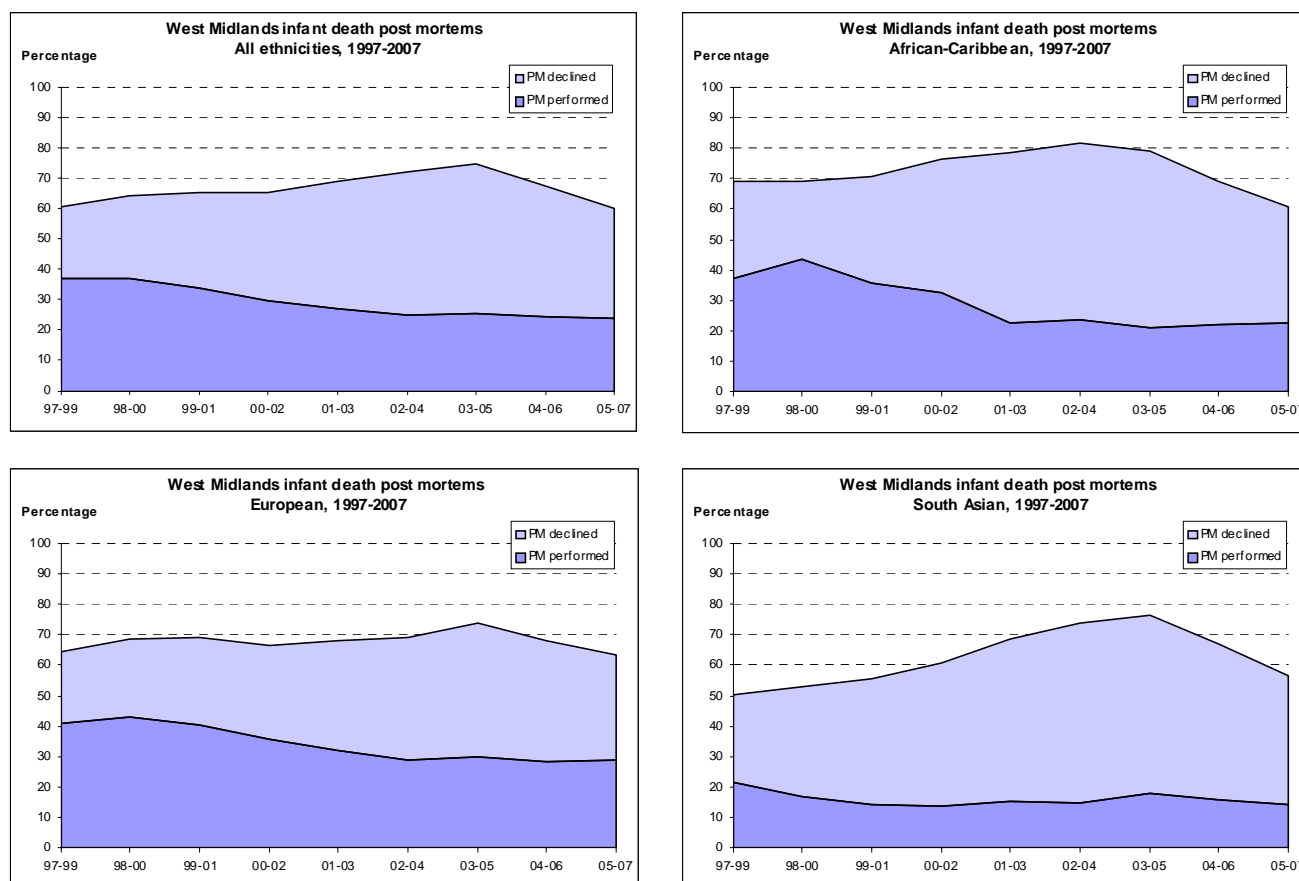 West Midlands infant death post mortems
All ethnicities, 1997-2007
Percentage
PM declined
PM performed
100
90
80
70
60
50
40
30
20
10
0
97-99 98-00 99-01 00-02 01-03 02-04 03-05 04-06 05-07
West Midlands infant death post mortems
African-Caribbean, 1997-2007
Percentage
PM declined
PM performed
100
90
80
70
60
50
40
30
20
10
0
97-99 98-00 99-01 00-02 01-03 02-04 03-05 04-06 05-07
West Midlands infant death post mortems
European, 1997-2007
Percentage
PM declined
PM performed
100
90
80
70
60
50
40
30
20
10
0
97-99 98-00 99-01 00-02 01-03 02-04 03-05 04-06 05-07
West Midlands infant death post mortems
South Asian, 1997-2007
Percentage
PM declined
PM performed
100
90
80
70
60
50
40
30
20
10
0
97-99 98-00 99-01 00-02 01-03 02-04 03-05 04-06 05-07